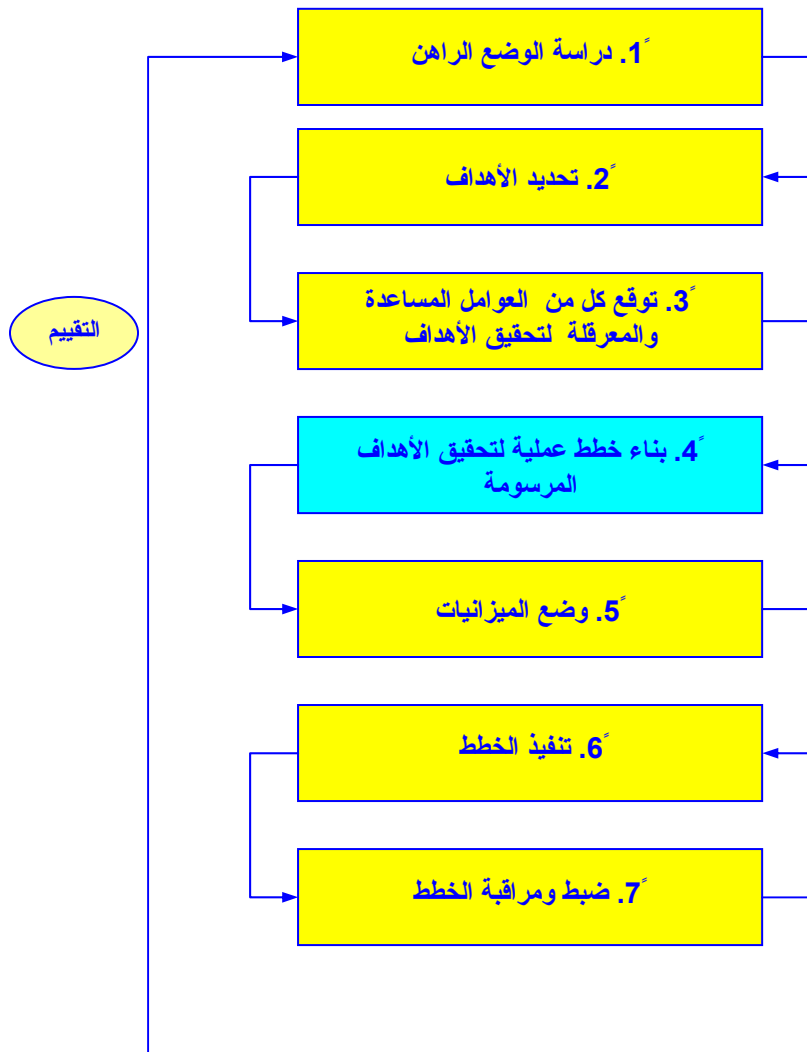 1ً. دراسة الوضع الراهن
2ً. تحديد الأهداف
3ً. توقع كل من العوامل المساعدة
والمعرقلة لتحقيق الأهداف
التقييم
4ً. بناء خطط عملية لتحقيق الأهداف
المرسومة
5ً. وضع الميزانيات
6ً. تنفيذ الخطط
7ً. ضبط ومراقبة الخطط